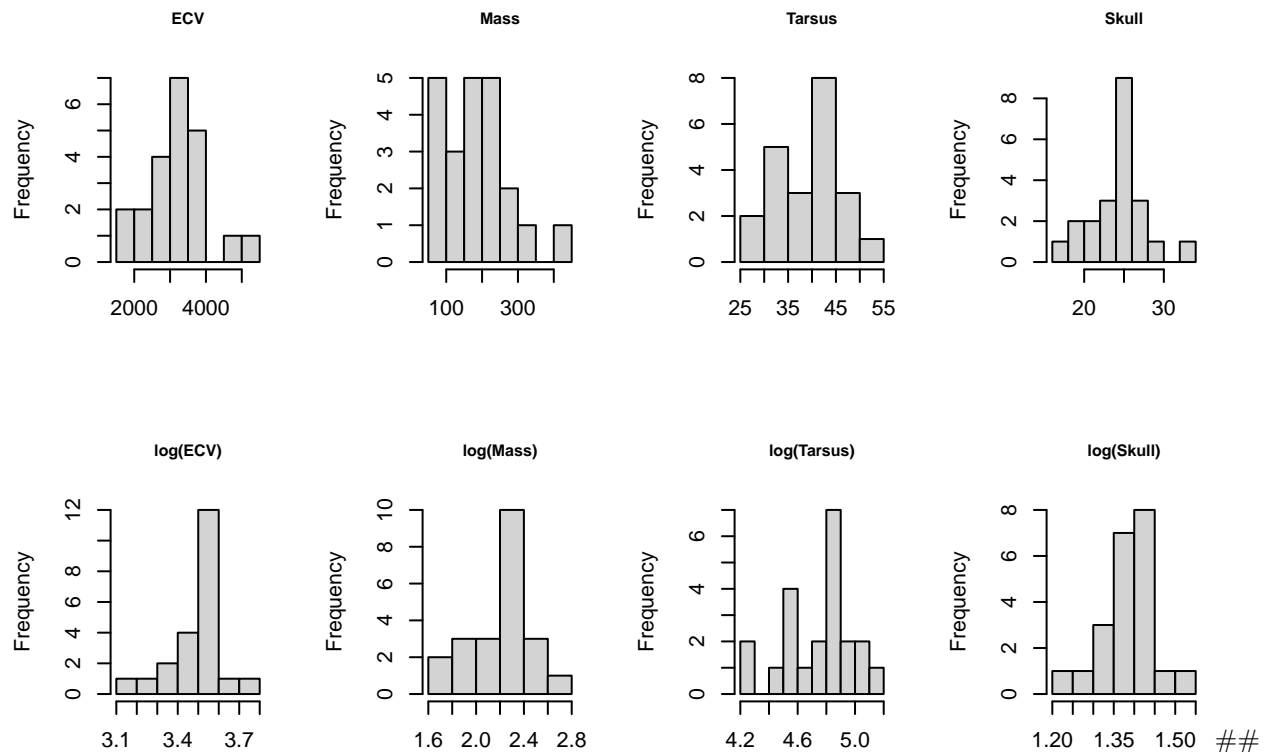 ECV Mass Tarsus Skull
Frequency Frequency Frequency Frequency
0 2 4 6
2000 4000
0 1 2 3 4 5
100 300
0 2 4 6 8
25 35 45 55
0 2 4 6 8
20 30
log(ECV) log(Mass) log(Tarsus) log(Skull)
Frequency Frequency Frequency Frequency
0 2 4 6 8 12
3.1 3.4 3.7
0 2 4 6 8 10
1.6 2.0 2.4 2.8
0 2 4 6
4.2 4.6 5.0
0 2 4 6 8
1.20 1.35 1.50 ##